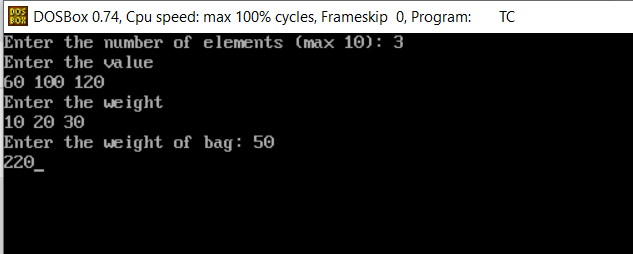 DOS BOX DOSBox 0.74, Cpu speed: max 100% cycles, Frameskip 0, Program: TC
Enter the number of elements (max 10): 3
Enter the value
60 100 120
Enter the weight
10 20 30
Enter the weight of bag: 50
220_